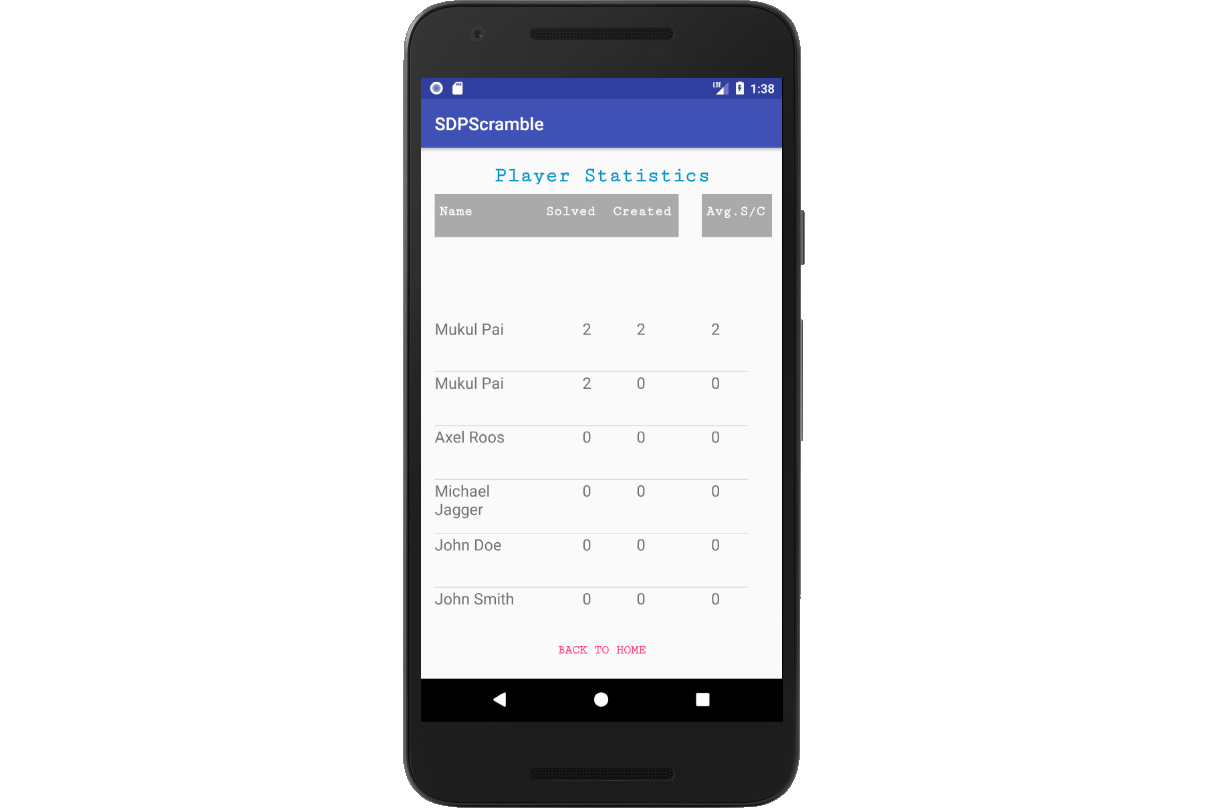 LTE 1:38
SDPScramble
Player Statistics
Name Solved Created Avg.S/C
Mukul Pai 2 2 2
Mukul Pai 2 0 0
Axel Roos 0 0 0
Michael 0 0 0
Jagger
John Doe 0 0 0
John Smith 0 0 0
BACK TO HOME